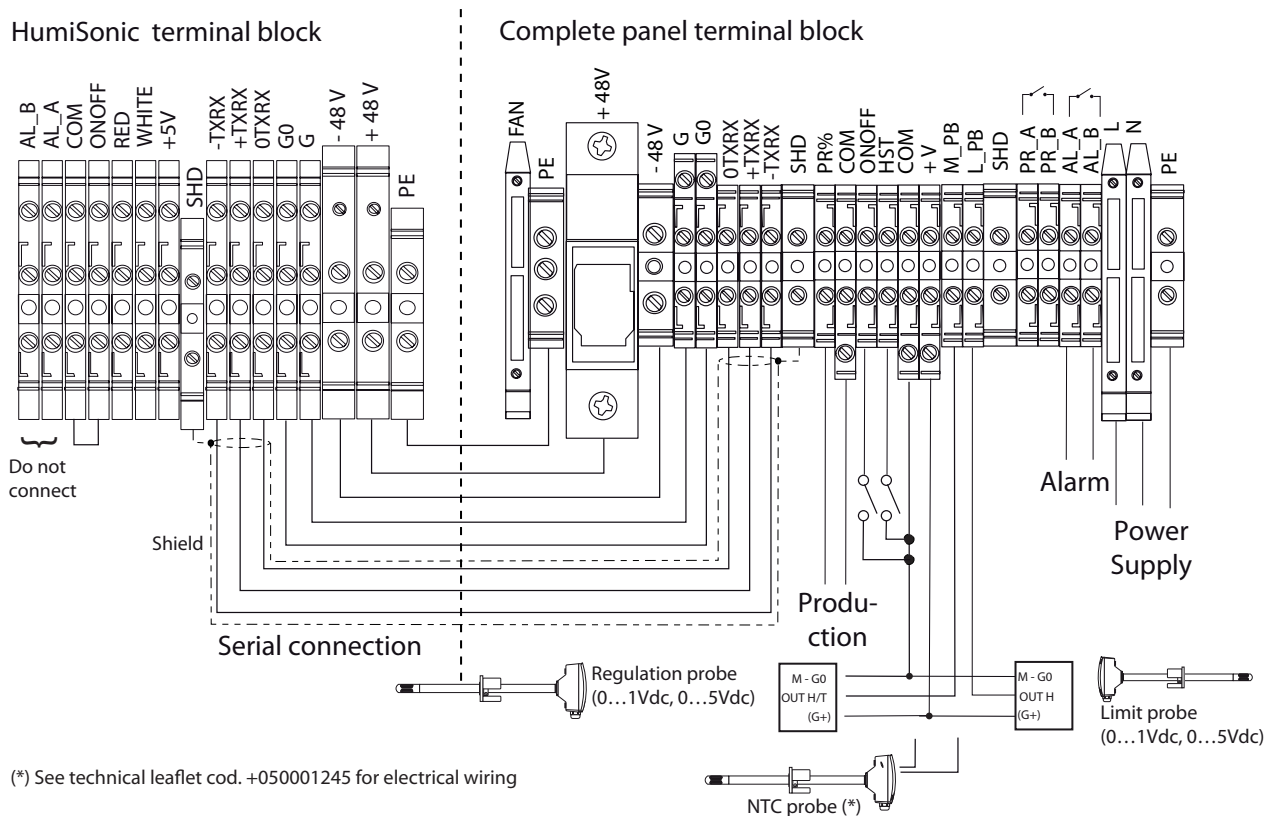 HumiSonic terminal block
Complete panel terminal block
AL_B
AL_A
COM
ONOFF
RED
WHITE
+5V
SHD
-TXRX
+TXRX
0TXRX
G0
G
- 48 V
+ 48 V
PE
FAN
PE
+ 48V
- 48V
G
G0
0TXRX
+TXRX
-TXRX
SHD
PR%
COM
ONOFF
HST
COM
+V
M_PB
L_PB
SHD
PR_A
PR_B
AL_A
AL_B
L
N
PE
Do not
connect
Shield
Serial connection
Produ-
ction
Alarm
Power
Supply
Regulation probe
(0…1Vdc, 0…5Vdc)
M - G0
OUT H/T
(G+)
M - G0
OUT H
(G+)
Limit probe
(0…1Vdc, 0…5Vdc)
(*) See technical leaflet cod. +050001245 for electrical wiring
NTC probe (*)